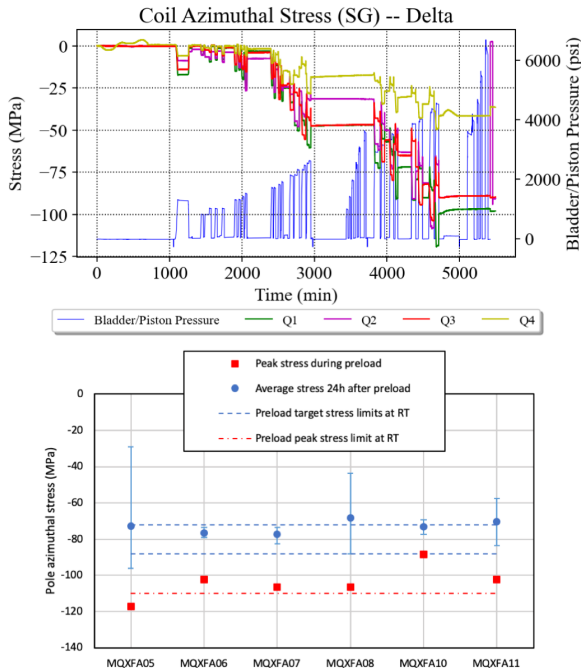 Coil Azimuthal Stress (SG) -- Delta
Stress (MPa)
0
−25
−50
−75
−100
−125
6000
4000
2000
0
Bladder/Piston Pressure (psi)
0 1000 2000 3000 4000 5000
Time (min)
Bladder/Piston Pressure Q1 Q2 Q3 Q4
Peak stress during preload
Average stress 24h after preload
Preload target stress limits at RT
Preload peak stress limit at RT
Pole azimuthal stress (MPa)
0
-20
-40
-60
-80
-100
-120
-140
MQXFA05 MQXFA06 MQXFA07 MQXFA08 MQXFA10 MQXFA11